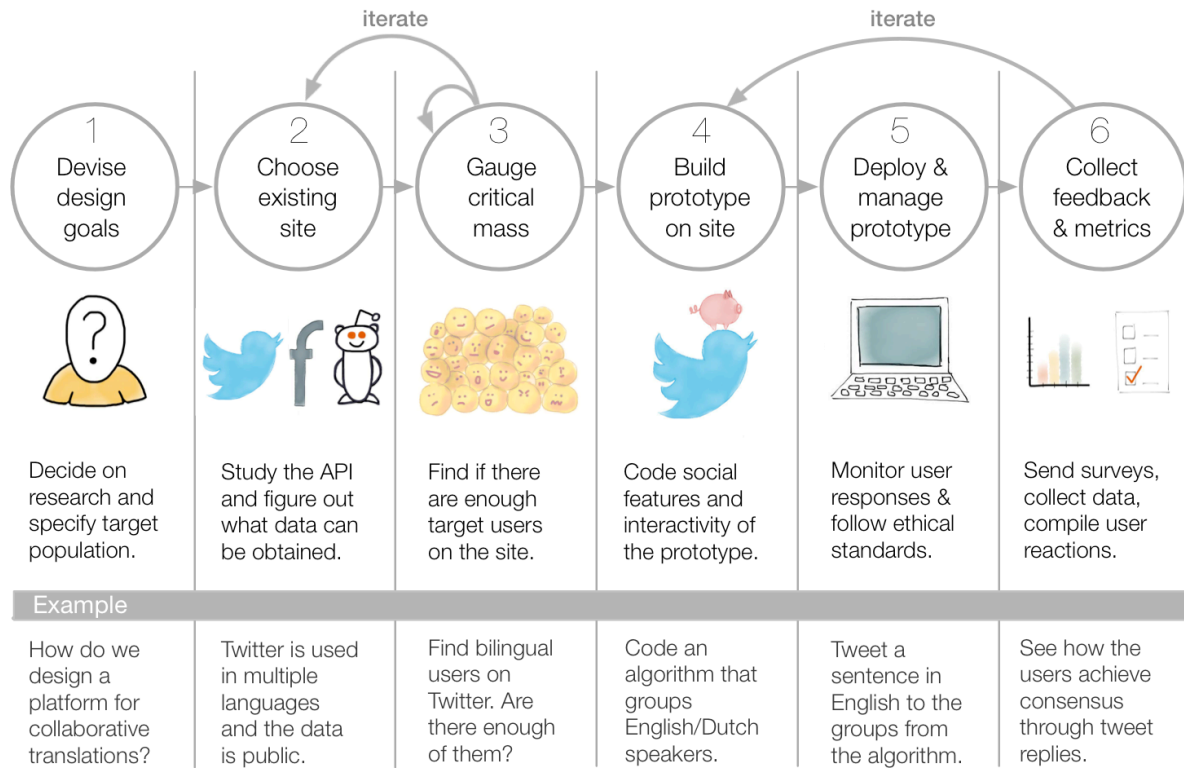 iterate
iterate
1
Devise
design
goals
2
Choose
existing
site
3
Gauge
critical
mass
4
Build
prototype
on site
5
Deploy &
manage
prototype
6
Collect
feedback
& metrics
?
f
Decide on
research and
specify target
population.
Study the API
and figure out
what data can
be obtained.
Find if there
are enough
target users
on the site.
Code social
features and
interactivity of
the prototype.
Monitor user
responses &
follow ethical
standards.
Send surveys,
collect data,
compile user
reactions.
Example
How do we
design a
platform for
collaborative
translations?
Twitter is used
in multiple
languages
and the data
is public.
Find bilingual
users on
Twitter. Are
there enough
of them?
Code an
algorithm that
groups
English/Dutch
speakers.
Tweet a
sentence in
English to the
groups from
the algorithm.
See how the
users achieve
consensus
through tweet
replies.